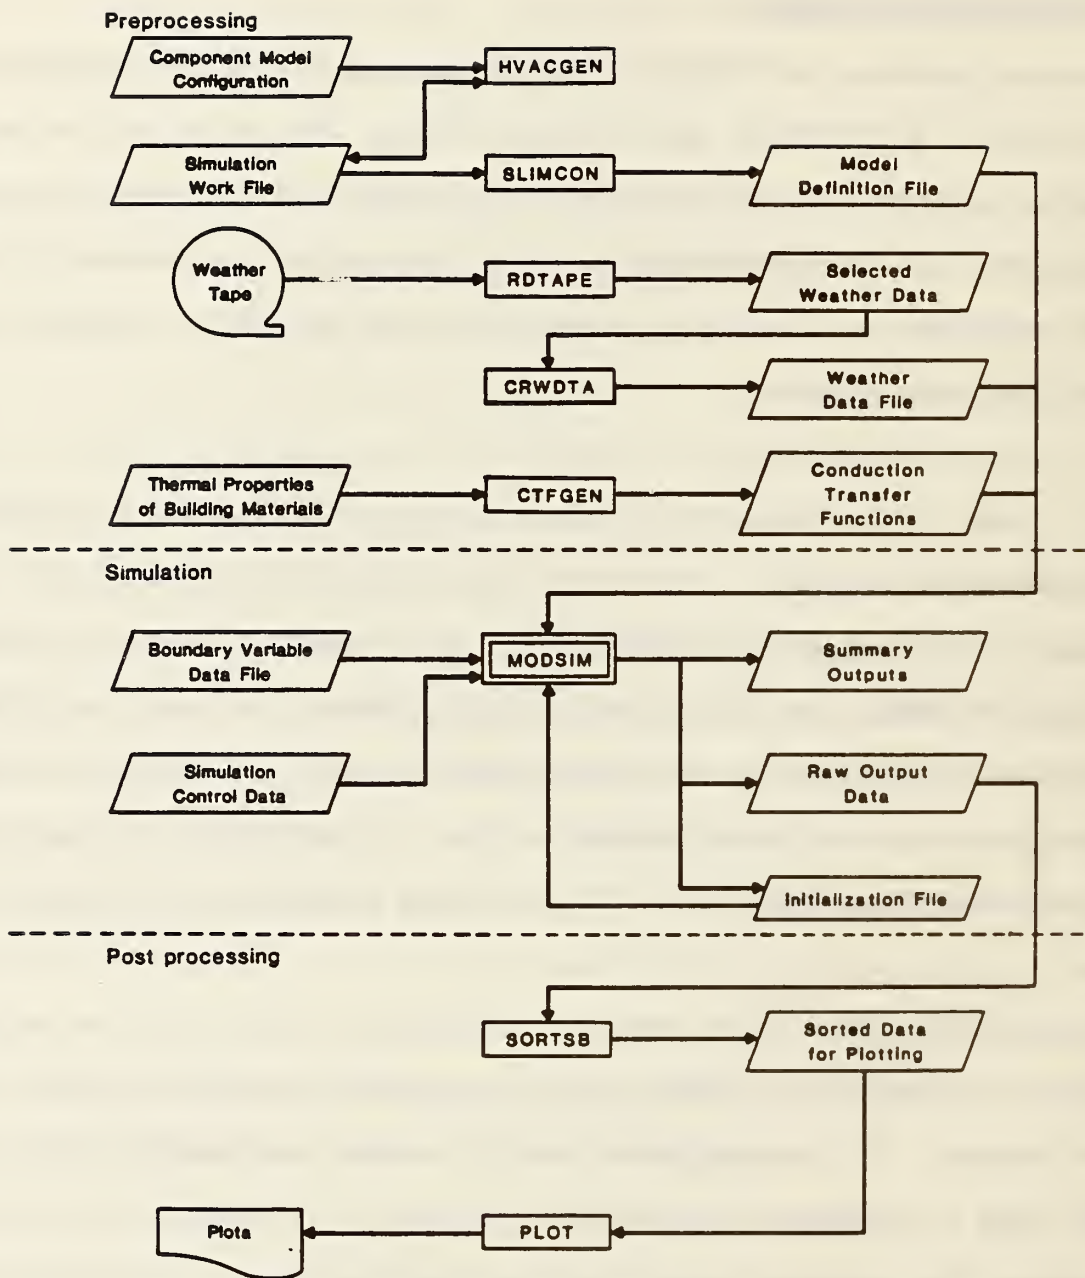 Preprocessing
Component Model
Configuration
HVACGEN
Simulation
Work File
SLIMCON
Model
Definition File
Weather
Tape
RDTAPE
Selected
Weather Data
CRWDTA
Weather
Data File
Thermal Properties
of Building Materials
CTFGEN
Conduction
Transfer
Functions
Simulation
Boundary Variable
Data File
MODSIM
Summary
Outputs
Simulation
Control Data
Raw Output
Data
Initialization File
Post processing
SORTSB
Sorted Data
for Plotting
Plots
PLOT